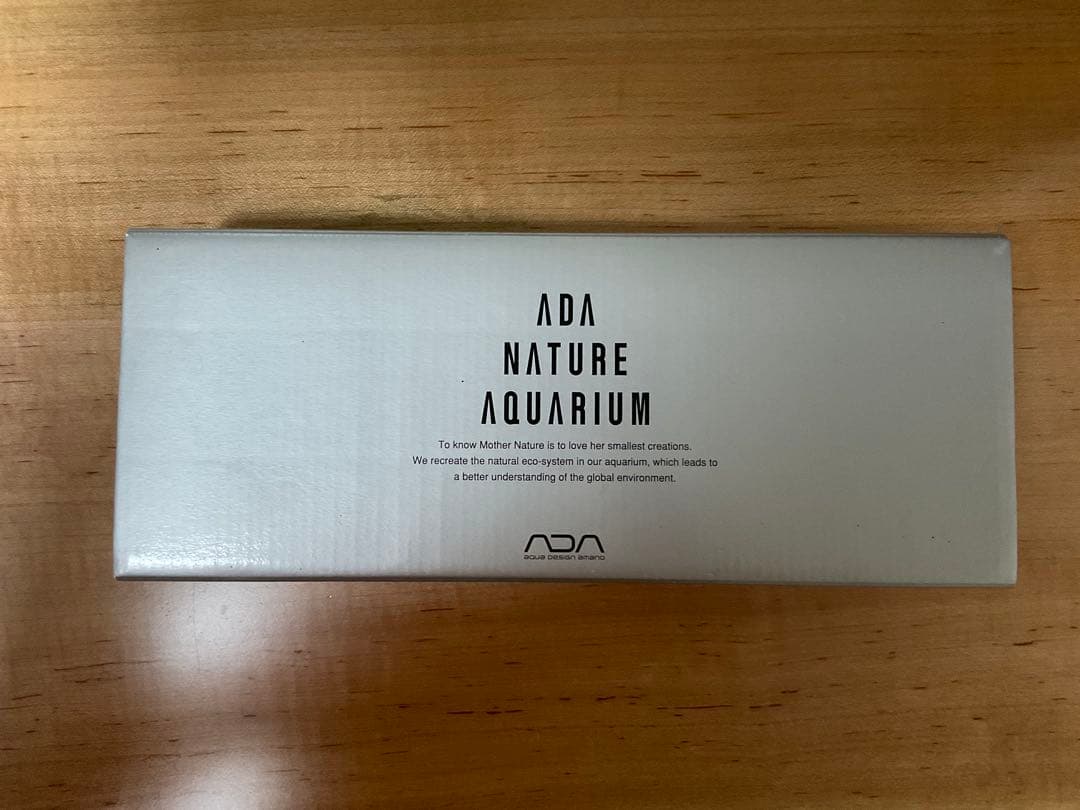 ADA
NATURE
AQUARIUM
To know Mother Nature is to love her smallest creations.
We recreate the natural eco-system in our aquarium, which leads to
a better understanding of the global environment.
ADA
aqua design amano